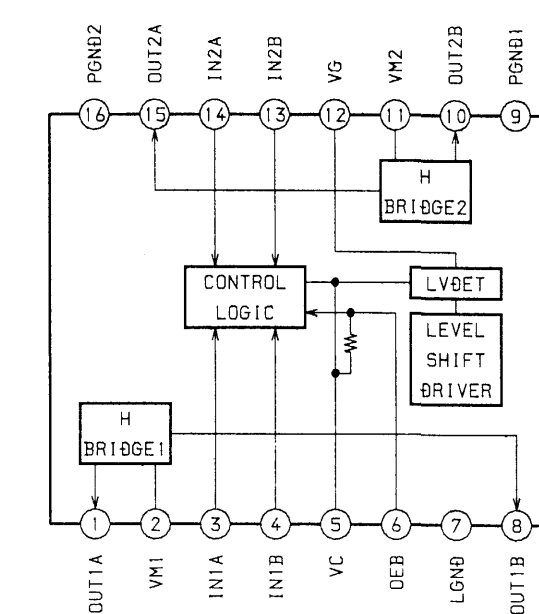 PGND2
OUT2A
IN2A
IN2B
VG
VM2
OUT2B
PGND1
16
15
14
13
12
11
10
9
H
BRIDGE2
CONTROL
LOGIC
LVDET
LEVEL
SHIFT
DRIVER
H
BRIDGE1
1
2
3
4
5
6
7
8
OUT1A
VM1
IN1A
IN1B
VC
OEB
LGND
OUT1B